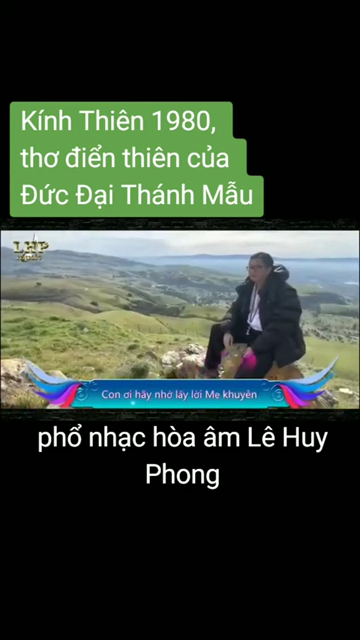 Kính Thiên 1980,
thơ điển thiên của
Đức Đại Thánh Mẫu
LHP
Con ơi hãy nhớ lấy lời Mẹ khuyên
phổ nhạc hòa âm Lê Huy
Phong